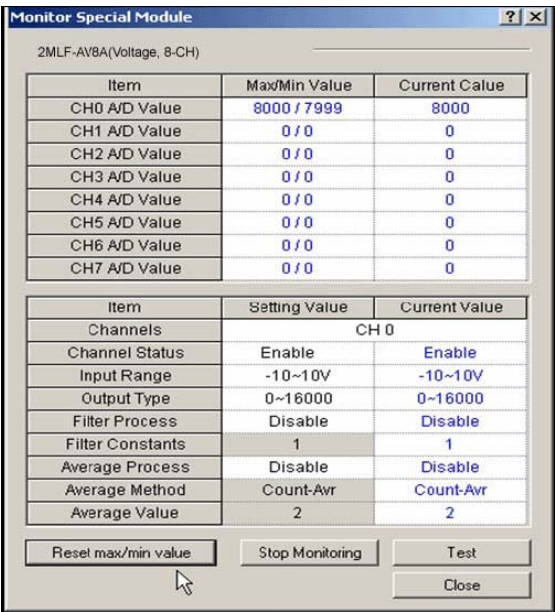 Monitor Special Module
2MLF-AV8A(Voltage, 8-CH)
Item Max/Min Value Current Calue
CH0 A/D Value 8000 / 7999 8000
CH1 A/D Value 0 / 0 0
CH2 A/D Value 0 / 0 0
CH3 A/D Value 0 / 0 0
CH4 A/D Value 0 / 0 0
CH5 A/D Value 0 / 0 0
CH6 A/D Value 0 / 0 0
CH7 A/D Value 0 / 0 0
Item Setting Value Current Value
Channels CH 0
Channel Status Enable Enable
Input Range -10~10V -10~10V
Output Type 0~16000 0~16000
Filter Process Disable Disable
Filter Constants 1 1
Average Process Disable Disable
Average Method Count-Avr Count-Avr
Average Value 2 2
Reset max/min value Stop Monitoring Test
Close